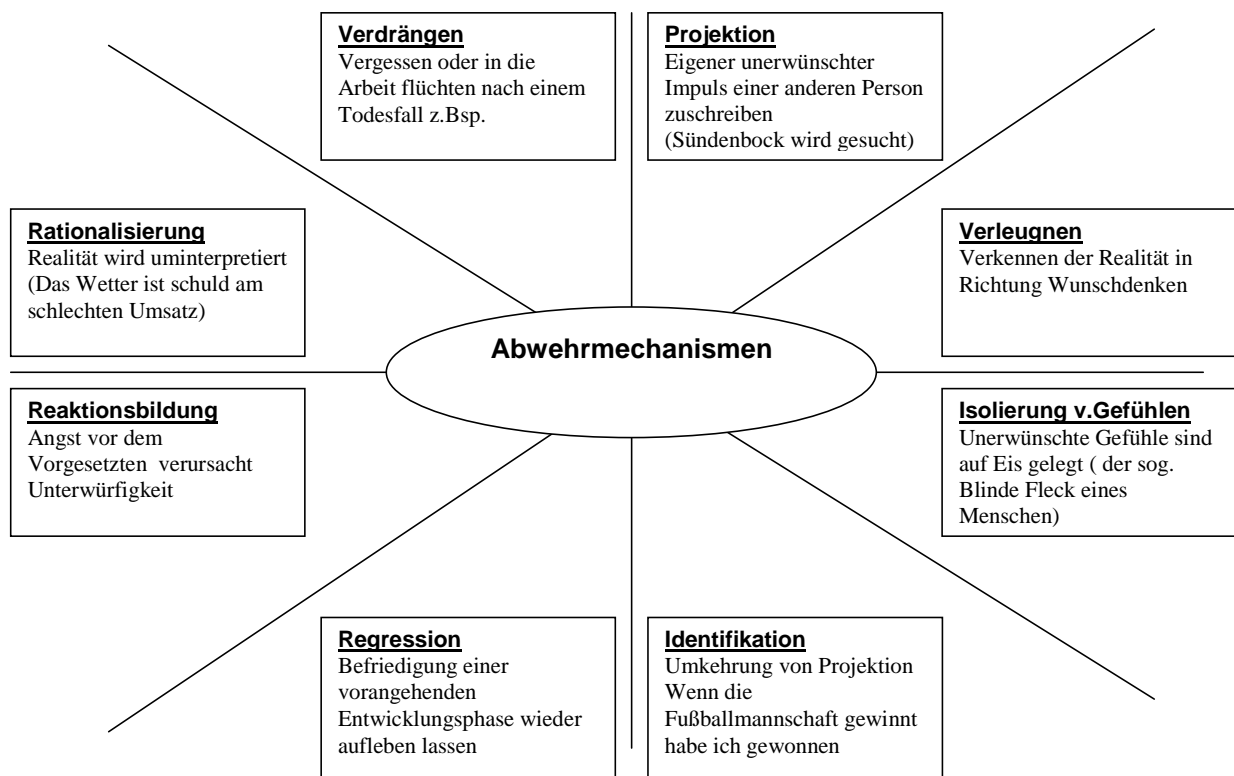 Verdrängen
Vergessen oder in die
Arbeit flüchten nach einem
Todesfall z.Bsp.
Projektion
Eigener unerwünschter
Impuls einer anderen Person
zuschreiben
(Sündenbock wird gesucht)
Rationalisierung
Realität wird uminterpretiert
(Das Wetter ist schuld am
schlechten Umsatz)
Verleugnen
Verkennen der Realität in
Richtung Wunschdenken
Abwehrmechanismen
Reaktionsbildung
Angst vor dem
Vorgesetzten verursacht
Unterwürfigkeit
Isolierung v.Gefühlen
Unerwünschte Gefühle sind
auf Eis gelegt ( der sog.
Blinde Fleck eines
Menschen)
Regression
Befriedigung einer
vorangehenden
Entwicklungsphase wieder
aufleben lassen
Identifikation
Umkehrung von Projektion
Wenn die
Fußballmannschaft gewinnt
habe ich gewonnen